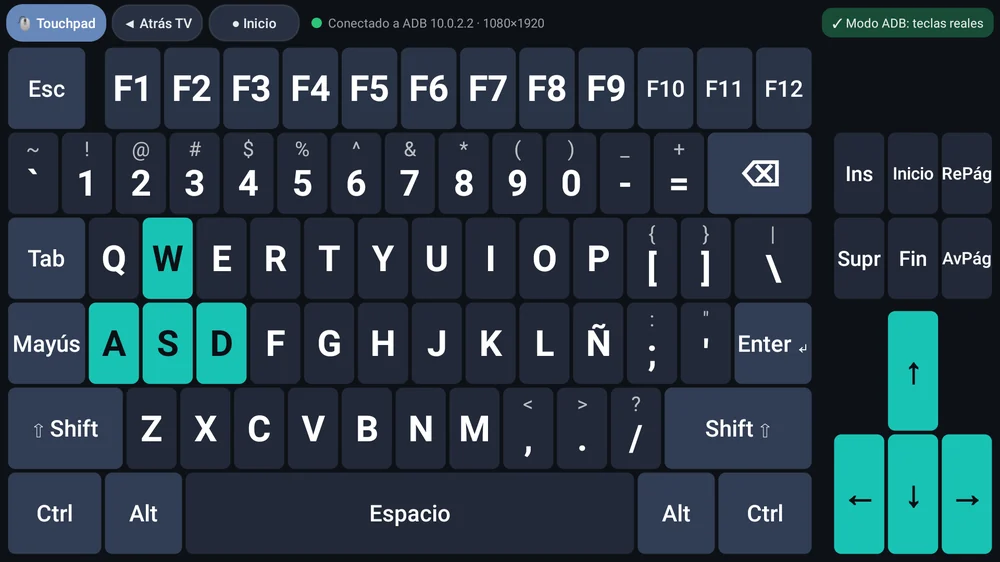 Touchpad ◄ Atrás TV ● Inicio Conectado a ADB 10.0.2.2 · 1080×1920 ✓ Modo ADB: teclas reales
Esc F1 F2 F3 F4 F5 F6 F7 F8 F9 F10 F11 F12
~ ! @ # $ % ^ & * ( ) _ +
` 1 2 3 4 5 6 7 8 9 0 - = ⌫ Ins Inicio RePág
{ } |
Tab Q W E R T Y U I O P [ ] \ Supr Fin AvPág
: "
Mayús A S D F G H J K L Ñ ; ' Enter ↵ ↑
< > ?
⇧ Shift Z X C V B N M , . / Shift ⇧
Ctrl Alt Espacio Alt Ctrl ← ↓ →